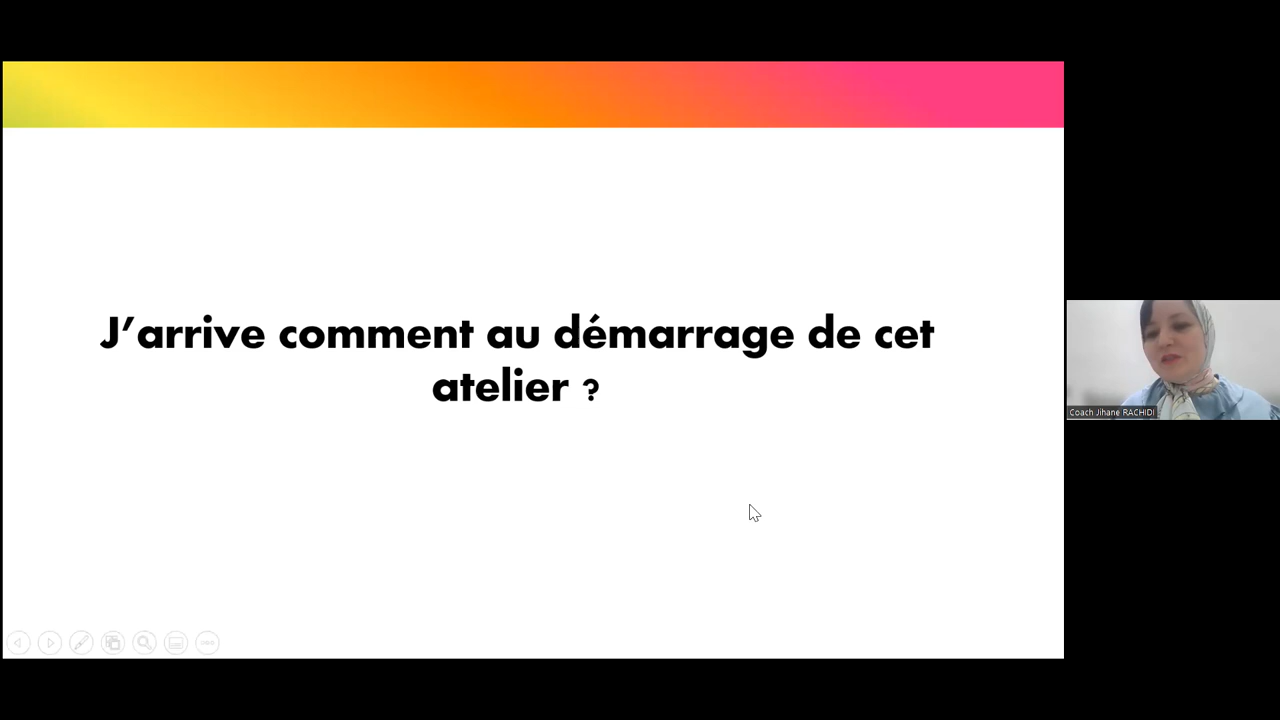 J’arrive comment au démarrage de cet
atelier ?
Coach Jihane RACHIDI